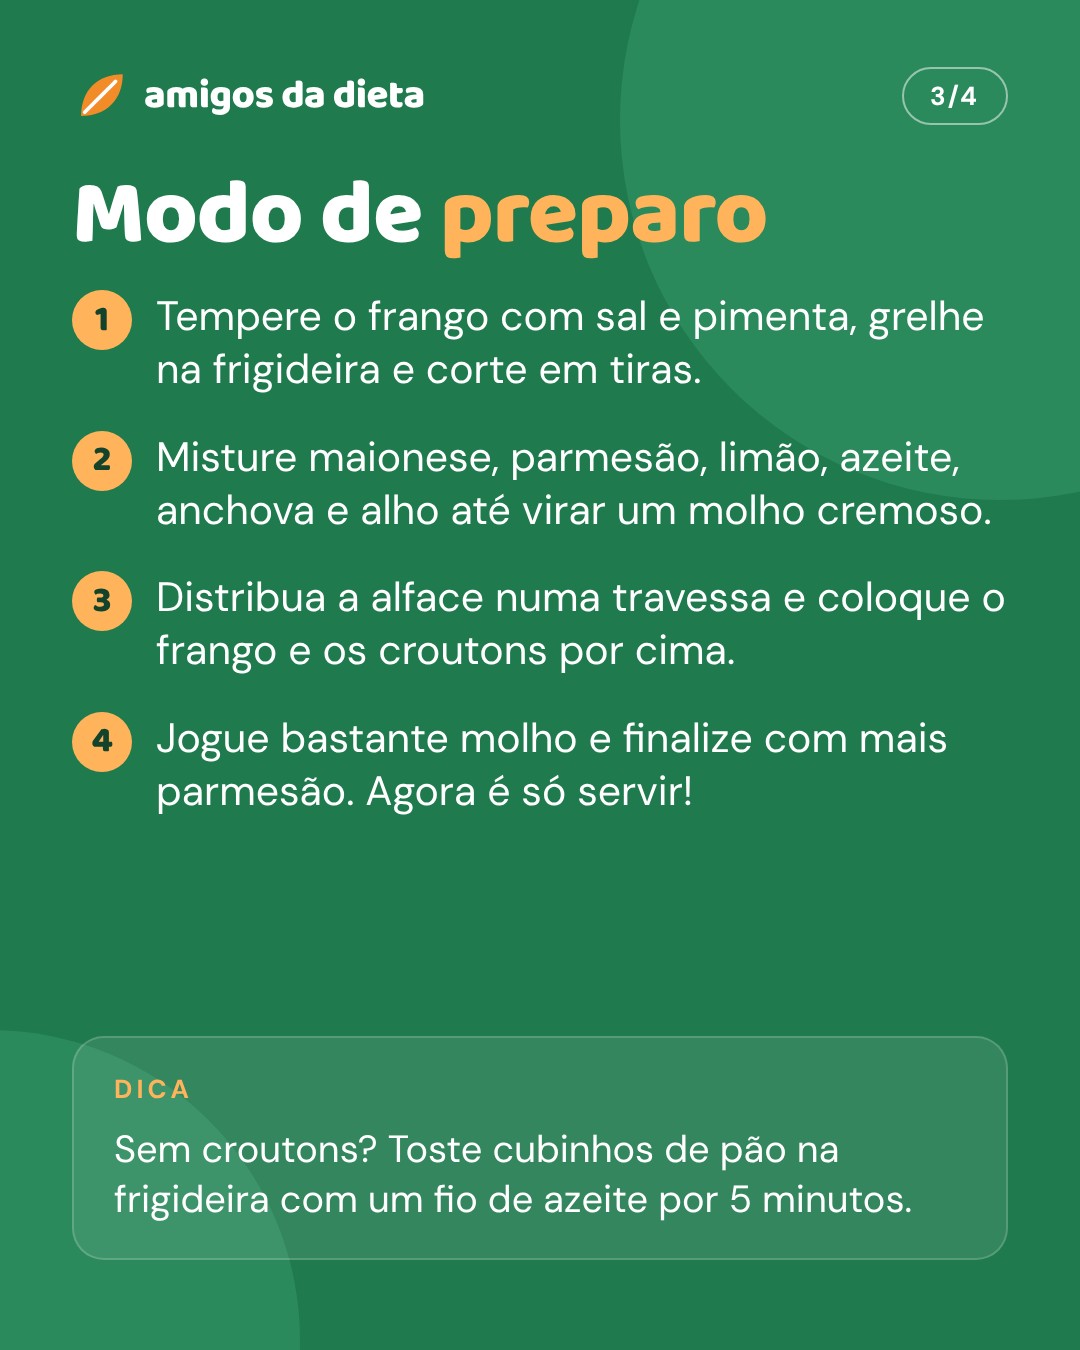 amigos da dieta
3/4
Modo de preparo
1 Tempere o frango com sal e pimenta, grelhe
na frigideira e corte em tiras.
2 Misture maionese, parmesão, limão, azeite,
anchova e alho até virar um molho cremoso.
3 Distribua a alface numa travessa e coloque o
frango e os croutons por cima.
4 Jogue bastante molho e finalize com mais
parmesão. Agora é só servir!
DICA
Sem croutons? Toste cubinhos de pão na
frigideira com um fio de azeite por 5 minutos.